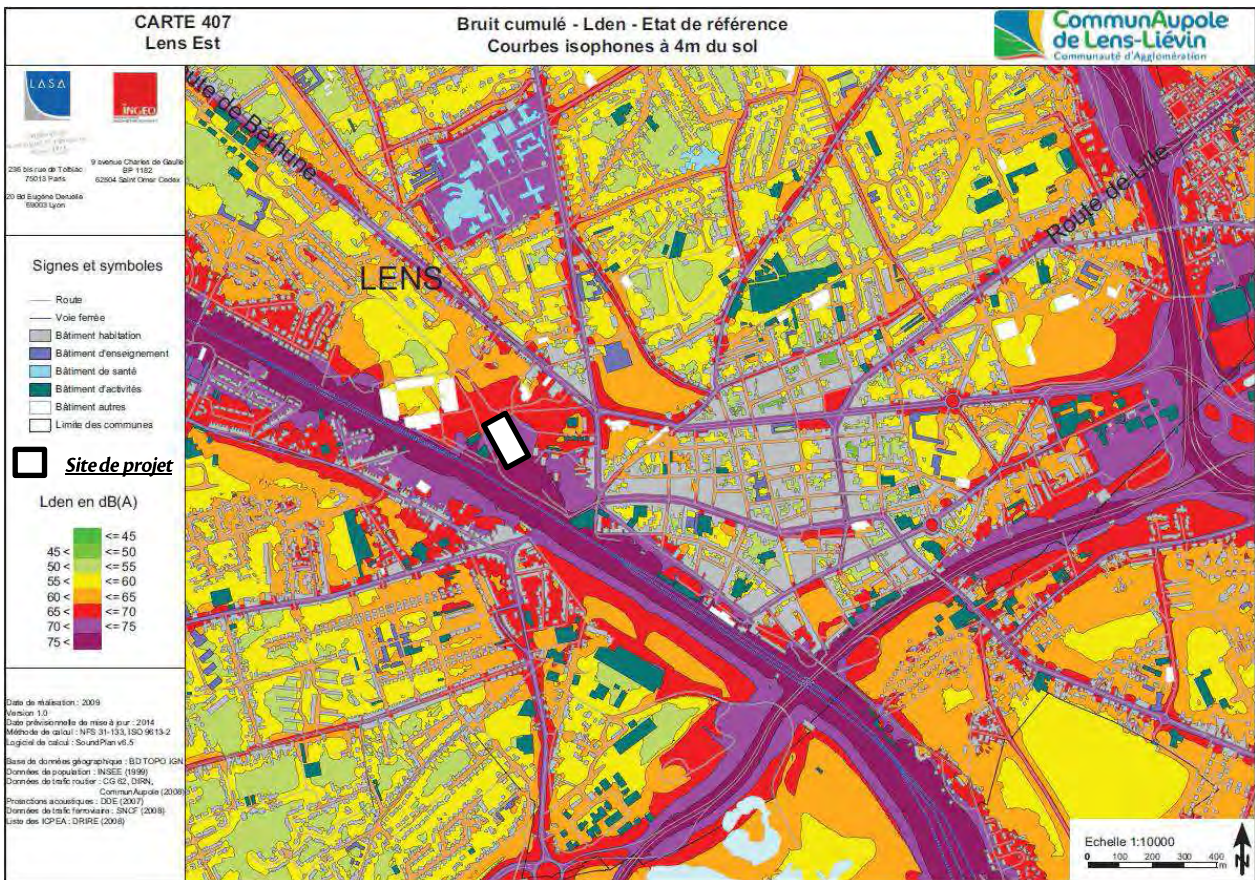 CARTE 407
Lens Est
Bruit cumulé - Lden - Etat de référence
Courbes isophones à 4m du sol
CommunAupole
de Lens-Liévin
Communauté d'Agglomération
LASA
INGEO
236 bis rue de Tolbiac
75013 Paris
20 Bd Eugène Deruelle
69003 Lyon
9 avenue Charles de Gaulle
BP 1182
62504 Saint Omer Cedex
Signes et symboles
Route
Voie ferrée
Bâtiment habitation
Bâtiment d'enseignement
Bâtiment de santé
Bâtiment d'activités
Bâtiment autres
Limite des communes
Site de projet
Lden en dB(A)
<= 45
45 < <= 50
50 < <= 55
55 < <= 60
60 < <= 65
65 < <= 70
70 < <= 75
75 <
Date de réalisation : 2009
Version 1.0
Date prévisionnelle de mise à jour : 2014
Méthode de calcul : NFS 31-133, ISO 9613-2
Logiciel de calcul : SoundPlan v6.5
Base de données géographique : BD TOPO IGN
Données de population : INSEE (1999)
Données de trafic routier : CG 62, DIRN,
CommunAupole (2008)
Protections acoustiques : DDE (2007)
Données de trafic ferroviaire : SNCF (2008)
Liste des ICPEA : DRIRE (2008)
ute de Béthune
LENS
Route de Lille
Echelle 1:10000
0 100 200 300 400
m
N